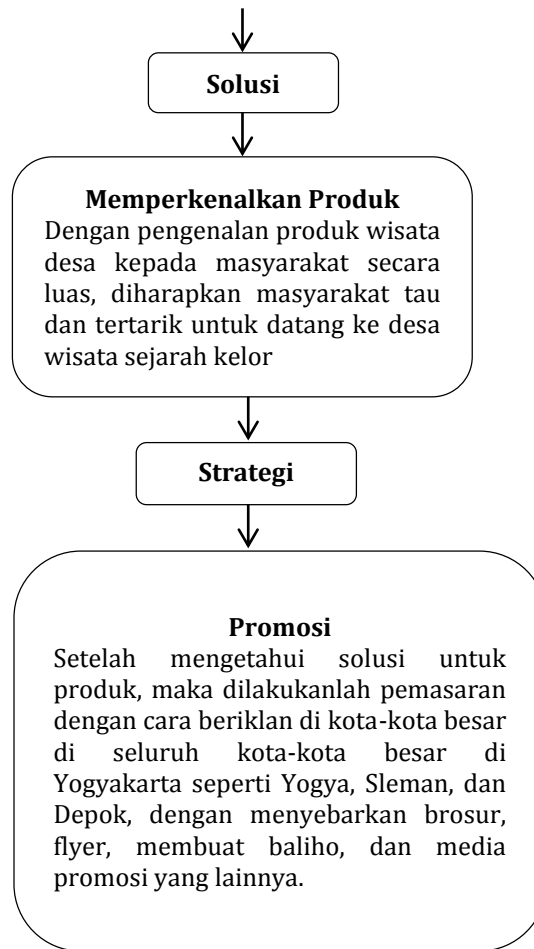 Solusi
Memperkenalkan Produk
Dengan pengenalan produk wisata
desa kepada masyarakat secara
luas, diharapkan masyarakat tau
dan tertarik untuk datang ke desa
wisata sejarah kelor
Strategi
Promosi
Setelah mengetahui solusi untuk
produk, maka dilakukanlah pemasaran
dengan cara beriklan di kota-kota besar
di seluruh kota-kota besar di
Yogyakarta seperti Yogya, Sleman, dan
Depok, dengan menyebarkan brosur,
flyer, membuat baliho, dan media
promosi yang lainnya.